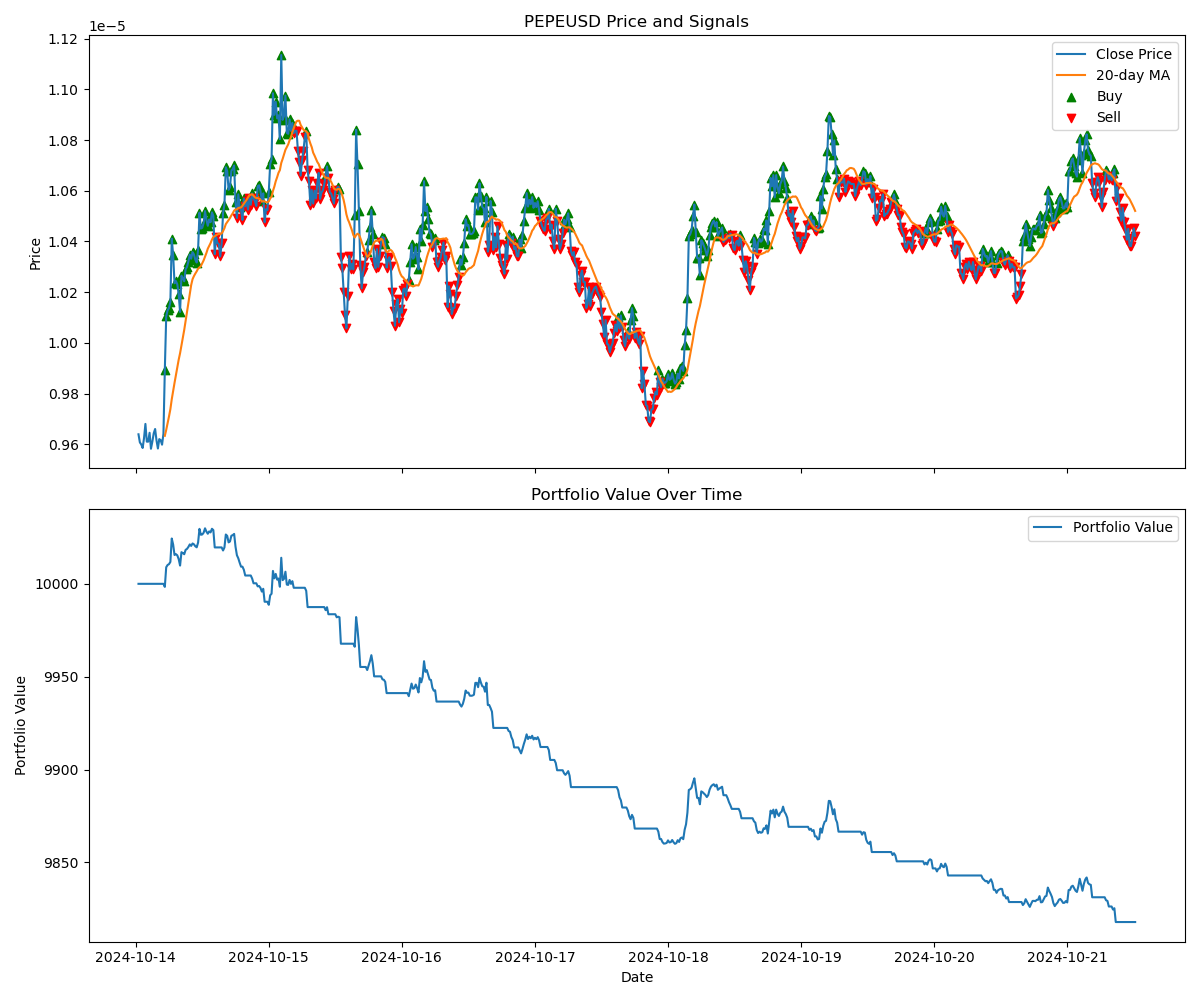 PEPEUSD Price and Signals
1e−5
1.12
1.10
1.08
1.06
1.04
1.02
1.00
0.98
0.96
Price
Close Price
20-day MA
Buy
Sell
Portfolio Value Over Time
10000
9950
9900
9850
Portfolio Value
Portfolio Value
2024-10-14 2024-10-15 2024-10-16 2024-10-17 2024-10-18 2024-10-19 2024-10-20 2024-10-21
Date